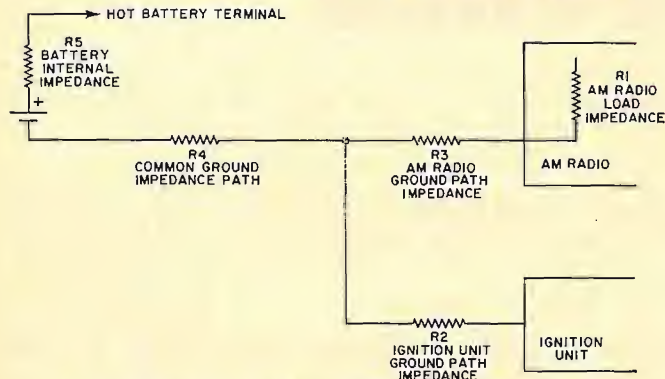 HOT BATTERY TERMINAL
R5
BATTERY
INTERNAL
IMPEDANCE
+
R4
COMMON GROUND
IMPEDANCE PATH
R3
AM RADIO
GROUND PATH
IMPEDANCE
R1
AM RADIO
LOAD
IMPEDANCE
AM RADIO
R2
IGNITION UNIT
GROUND PATH
IMPEDANCE
IGNITION
UNIT